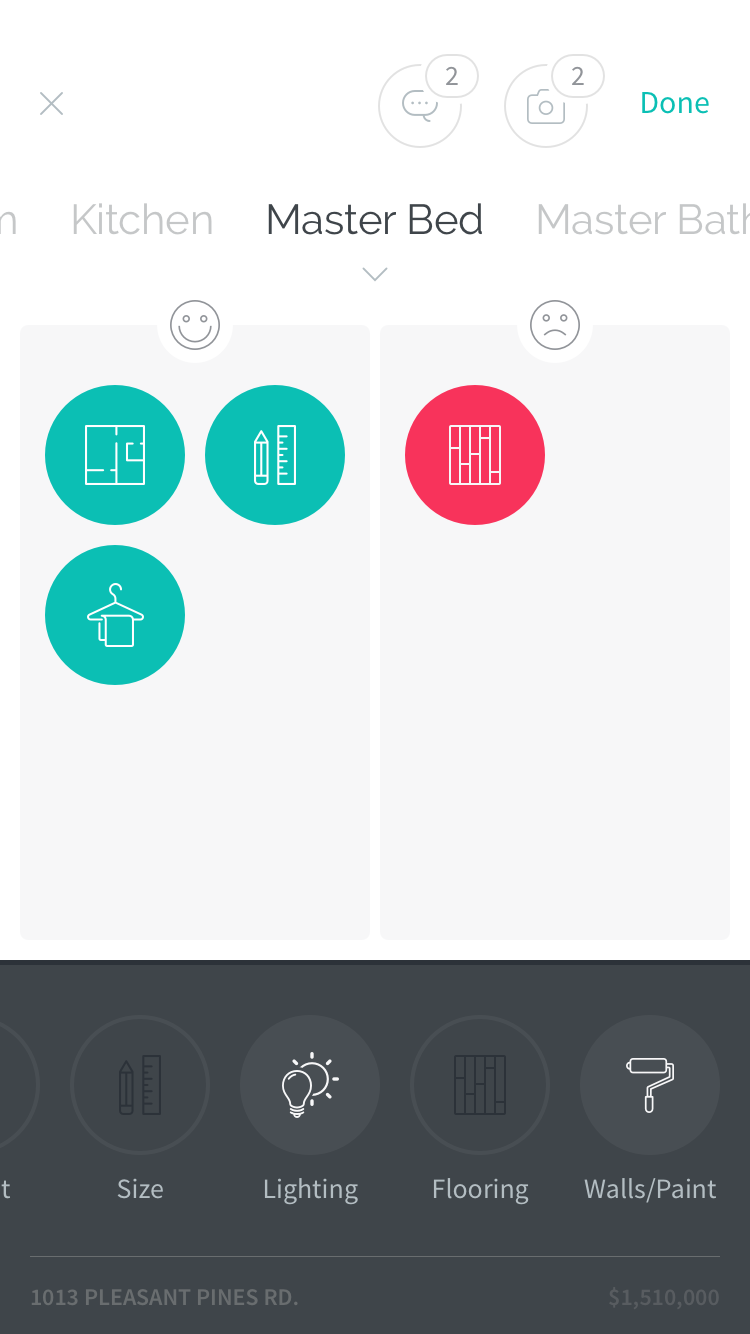 2
2
Done
Kitchen
Master Bed
Master Bath
Size
Lighting
Flooring
Walls/Paint
1013 PLEASANT PINES RD.
$1,510,000